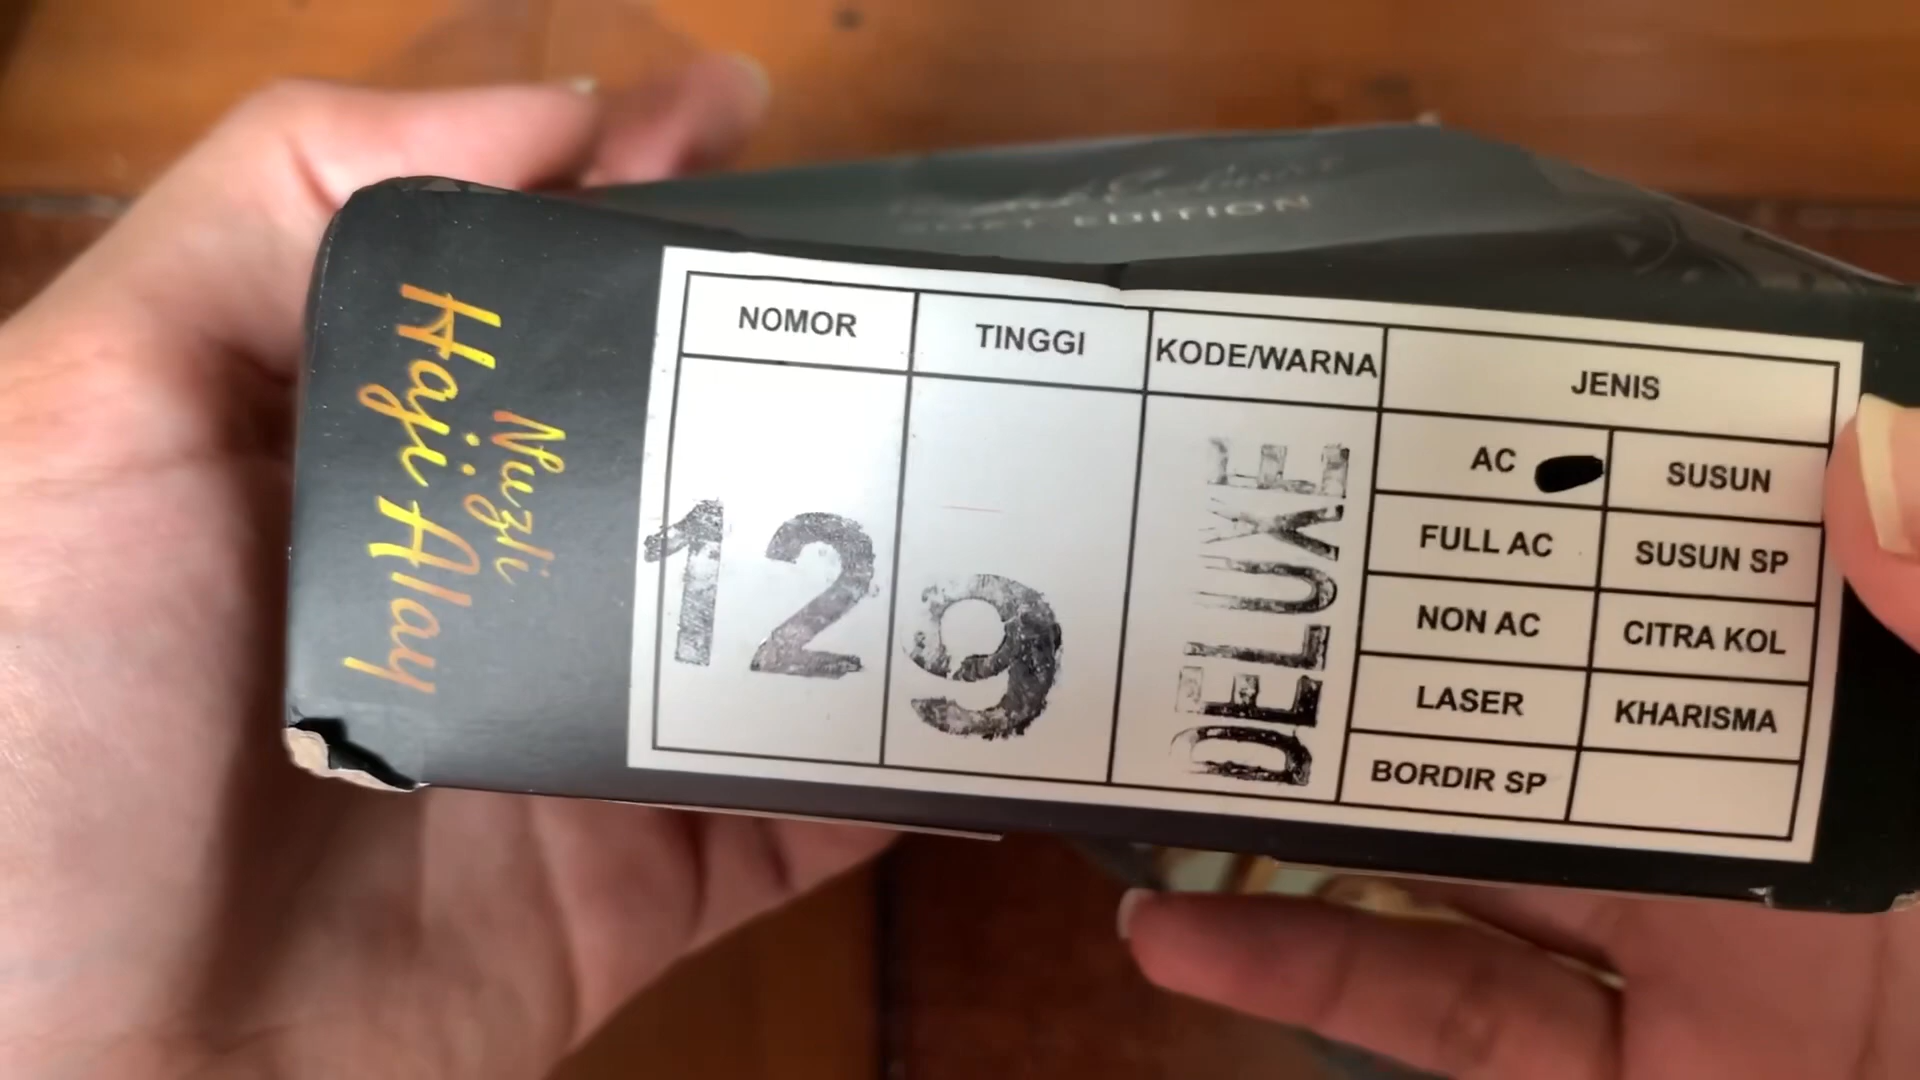 EDITION
Nuzli
Haji Alay
NOMOR TINGGI KODE/WARNA JENIS
12 9 DELUXE
AC SUSUN
FULL AC SUSUN SP
NON AC CITRA KOL
LASER KHARISMA
BORDIR SP